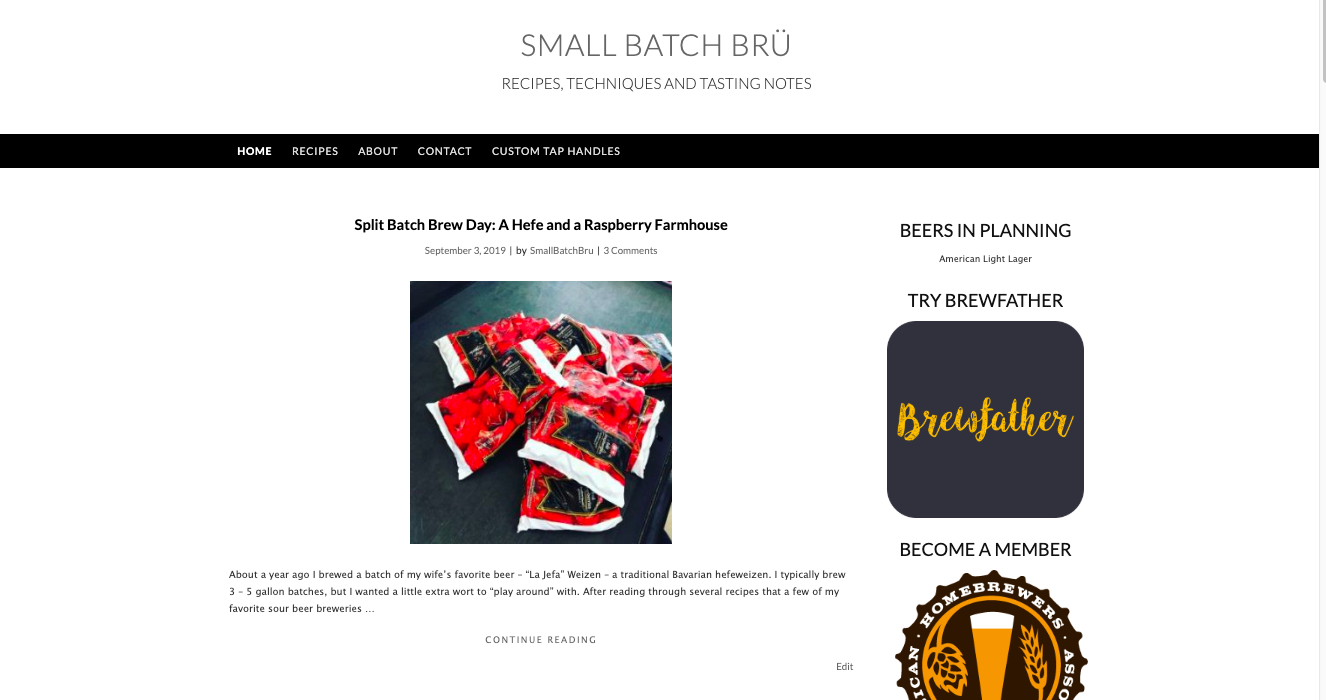 SMALL BATCH BRÜ
RECIPES, TECHNIQUES AND TASTING NOTES
HOME RECIPES ABOUT CONTACT CUSTOM TAP HANDLES
Split Batch Brew Day: A Hefe and a Raspberry Farmhouse
September 3, 2019 | by SmallBatchBru | 3 Comments
About a year ago I brewed a batch of my wife's favorite beer – “La Jefa” Weizen – a traditional Bavarian hefeweizen. I typically brew
3 – 5 gallon batches, but I wanted a little extra wort to “play around” with. After reading through several recipes that a few of my
favorite sour beer breweries …
CONTINUE READING
Edit
BEERS IN PLANNING
American Light Lager
TRY BREWFATHER
Brewfather
BECOME A MEMBER
ICAN · HOMEBREWERS · ASSO